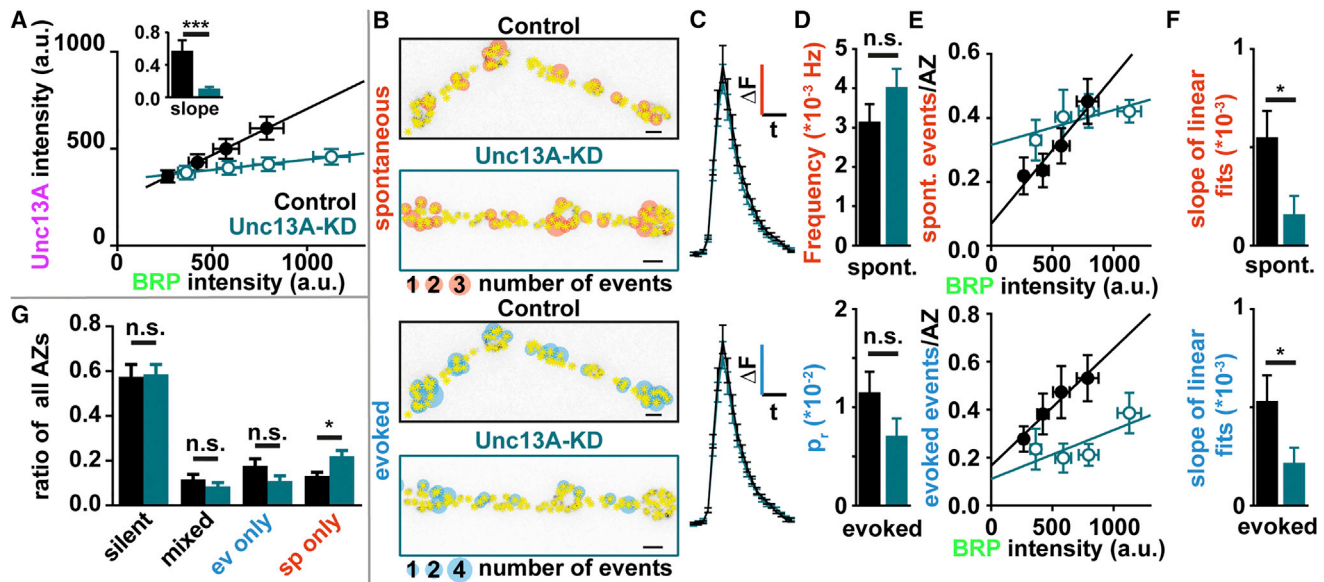 A
Unc13A intensity (a.u.)
1000
500
0
0.8
0.4
0.0
***
slope
Control
Unc13A-KD
0
500
1000
BRP intensity (a.u.)
B
spontaneous
Control
Unc13A-KD
1 2 3 number of events
evoked
Control
Unc13A-KD
1 2 4 number of events
C
ΔF
t
ΔF
t
D
Frequency (*10-3 Hz)
5
4
3
2
1
0
n.s.
spont.
pr (*10-2)
2
1
0
n.s.
evoked
E
spont. events/AZ
0.6
0.4
0.2
0.0
0
500
1000
BRP intensity (a.u.)
evoked events/AZ
0.8
0.6
0.4
0.2
0.0
0
500
1000
BRP intensity (a.u.)
F
slope of linear
fits (*10-3)
1
0
*
spont.
slope of linear
fits (*10-3)
1
0
*
evoked
G
ratio of all AZs
0.8
0.6
0.4
0.2
0.0
n.s.
n.s.
n.s.
*
silent
mixed
ev only
sp only